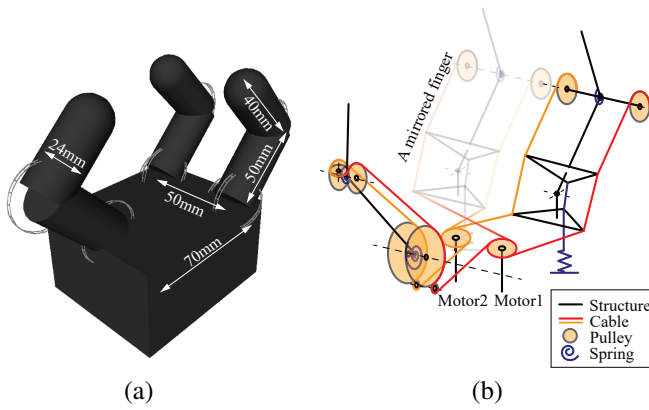 24mm
40mm
50mm
50mm
70mm
(a)
A mirrored finger
Motor2
Motor1
Structure
Cable
Pulley
Spring
(b)